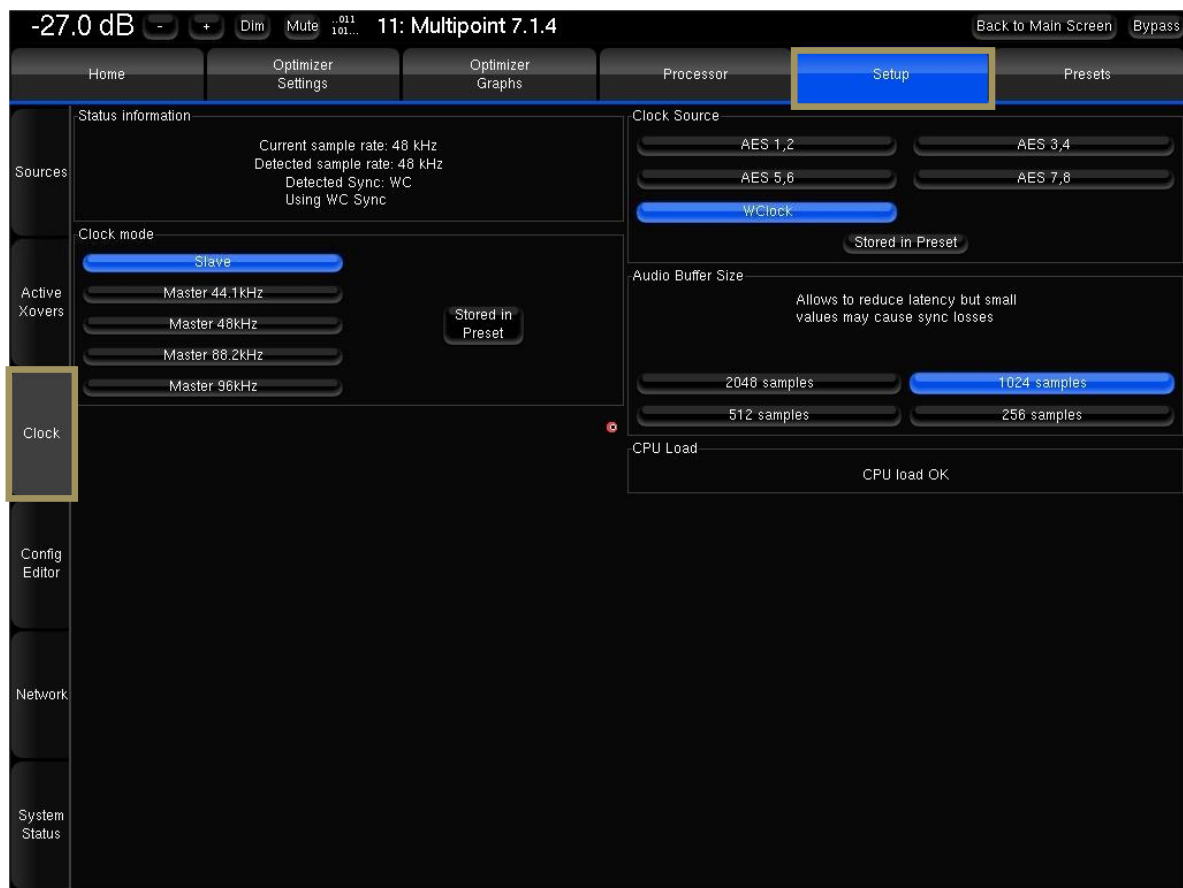 -27.0 dB - + Dim Mute ..011 101... 11: Multipoint 7.1.4 Back to Main Screen Bypass
Home
Optimizer
Settings
Optimizer
Graphs
Processor
Setup
Presets
Sources
Active
Xovers
Clock
Config
Editor
Network
System
Status
Status information
Current sample rate: 48 kHz
Detected sample rate: 48 kHz
Detected Sync: WC
Using WC Sync
Clock mode
Slave
Master 44.1kHz
Master 48kHz
Master 88.2kHz
Master 96kHz
Stored in
Preset
Clock Source
AES 1,2
AES 3,4
AES 5,6
AES 7,8
WClock
Stored in Preset
Audio Buffer Size
Allows to reduce latency but small
values may cause sync losses
2048 samples
1024 samples
512 samples
256 samples
CPU Load
CPU load OK